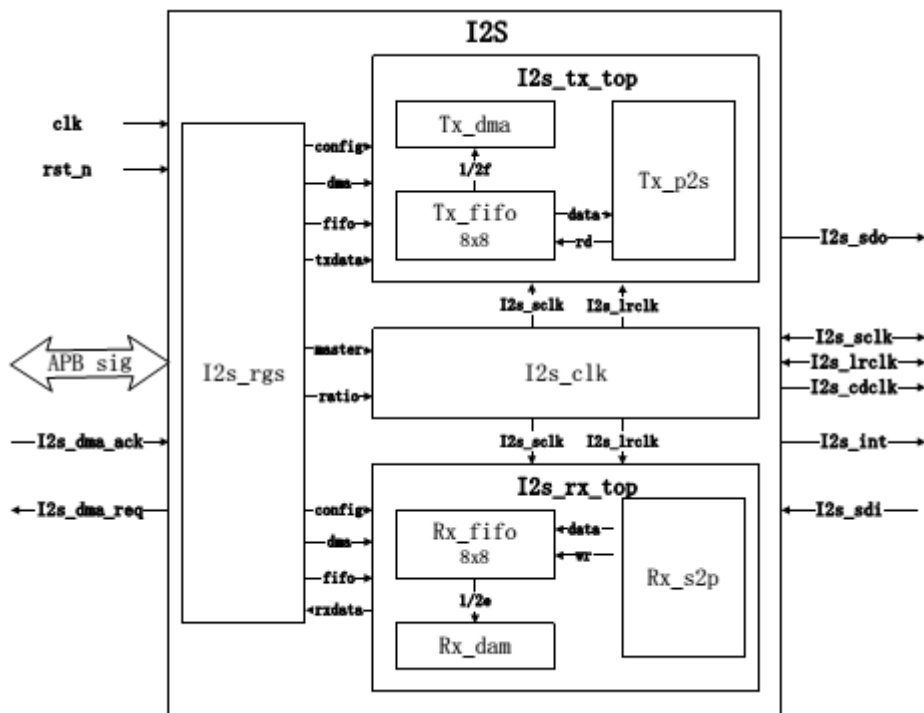 I2S
I2s_tx_top
clk
rst_n
config
dma
fifo
txdata
Tx_dma
1/2f
Tx_fifo
8x8
data
rd
Tx_p2s
I2s_sdo
I2s_sclk
I2s_lrclk
APB sig
I2s_rgs
master
ratio
I2s_clk
I2s_sclk
I2s_lrclk
I2s_cdclk
I2s_sclk
I2s_lrclk
I2s_dma_ack
I2s_int
I2s_rx_top
I2s_dma_req
config
dma
fifo
rxdata
Rx_fifo
8x8
data
wr
1/2e
Rx_dam
Rx_s2p
I2s_sdi